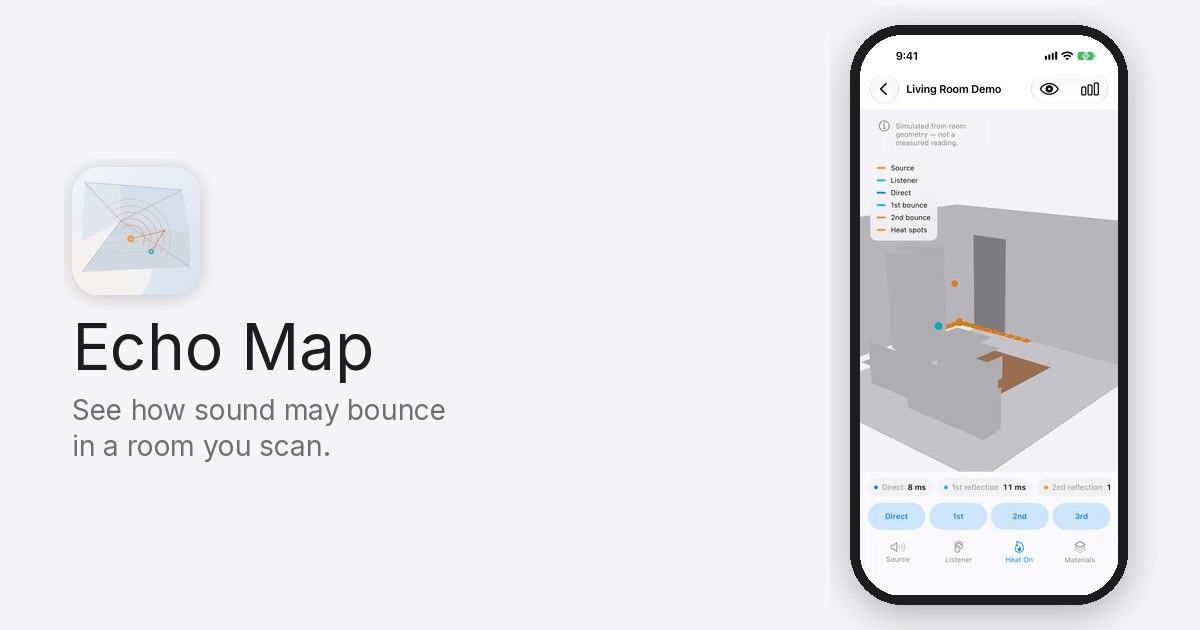 Echo Map
See how sound may bounce
in a room you scan.
9:41
Living Room Demo
Simulated from room
geometry — not a
measured reading.
Source
Listener
Direct
1st bounce
2nd bounce
Heat spots
Direct 8 ms 1st reflection 11 ms 2nd reflection 1
Direct 1st 2nd 3rd
Source Listener Heat On Materials